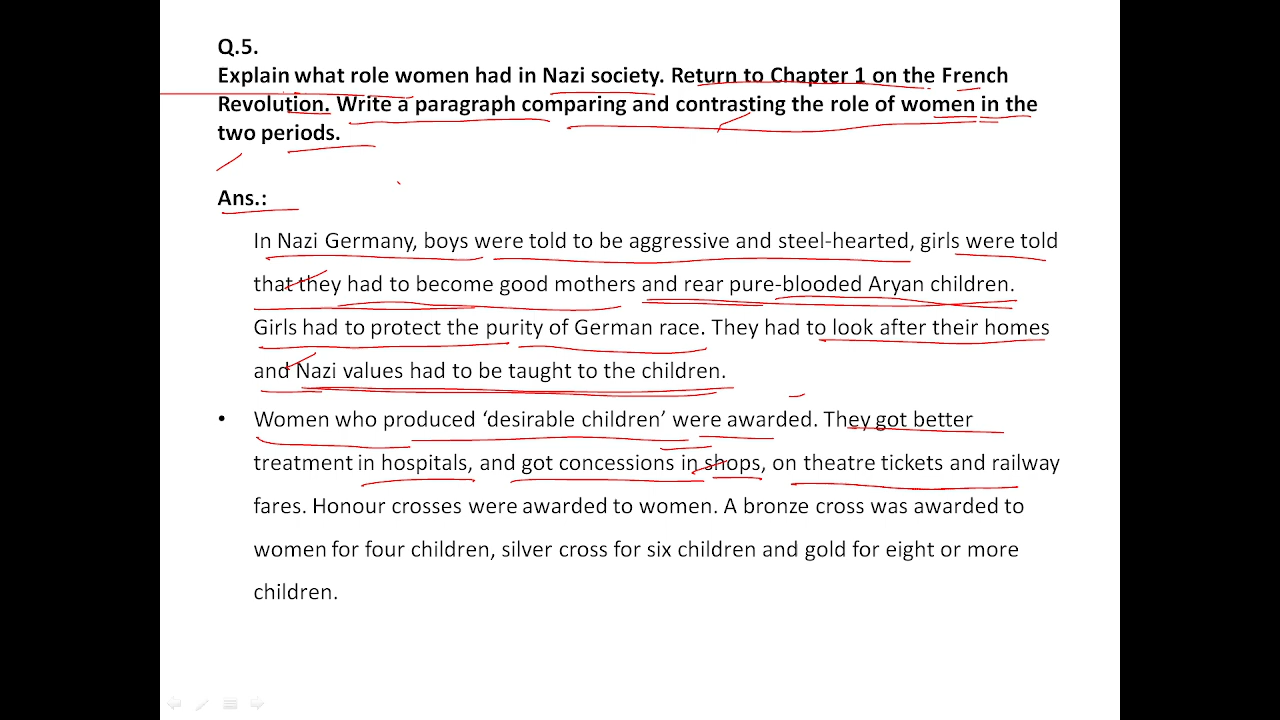 Q.5.
Explain what role women had in Nazi society. Return to Chapter 1 on the French
Revolution. Write a paragraph comparing and contrasting the role of women in the
two periods.
Ans.:
In Nazi Germany, boys were told to be aggressive and steel-hearted, girls were told
that they had to become good mothers and rear pure-blooded Aryan children.
Girls had to protect the purity of German race. They had to look after their homes
and Nazi values had to be taught to the children.
• Women who produced ‘desirable children’ were awarded. They got better
treatment in hospitals, and got concessions in shops, on theatre tickets and railway
fares. Honour crosses were awarded to women. A bronze cross was awarded to
women for four children, silver cross for six children and gold for eight or more
children.